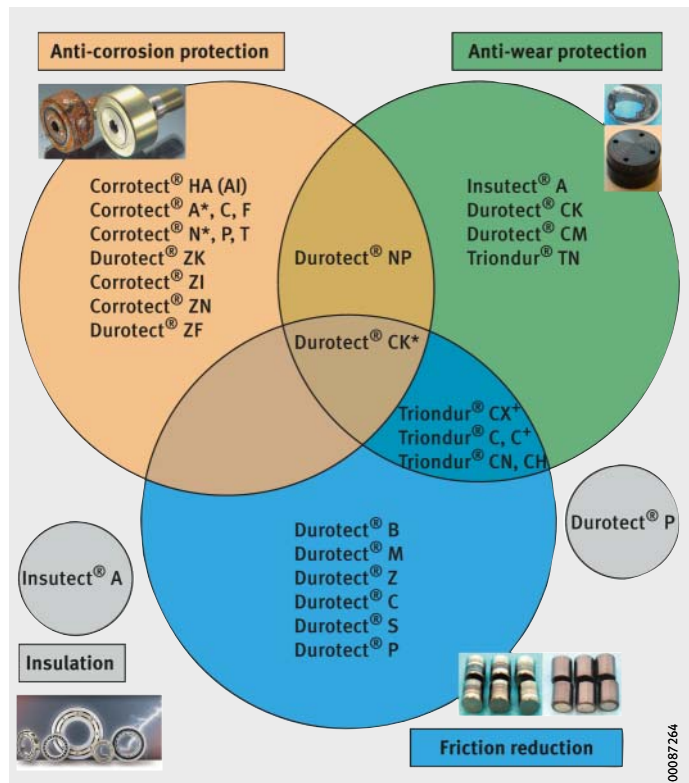 Anti-corrosion protection
Anti-wear protection
Corrotect® HA (AI)
Corrotect® A*, C, F
Corrotect® N*, P, T
Durotect® ZK
Corrotect® ZI
Corrotect® ZN
Durotect® ZF
Insutect® A
Durotect® CK
Durotect® CM
Triondur® TN
Durotect® NP
Durotect® CK*
Triondur® CX+
Triondur® C, C+
Triondur® CN, CH
Durotect® B
Durotect® M
Durotect® Z
Durotect® C
Durotect® S
Durotect® P
Durotect® P
Insutect® A
Insulation
Friction reduction
00087264